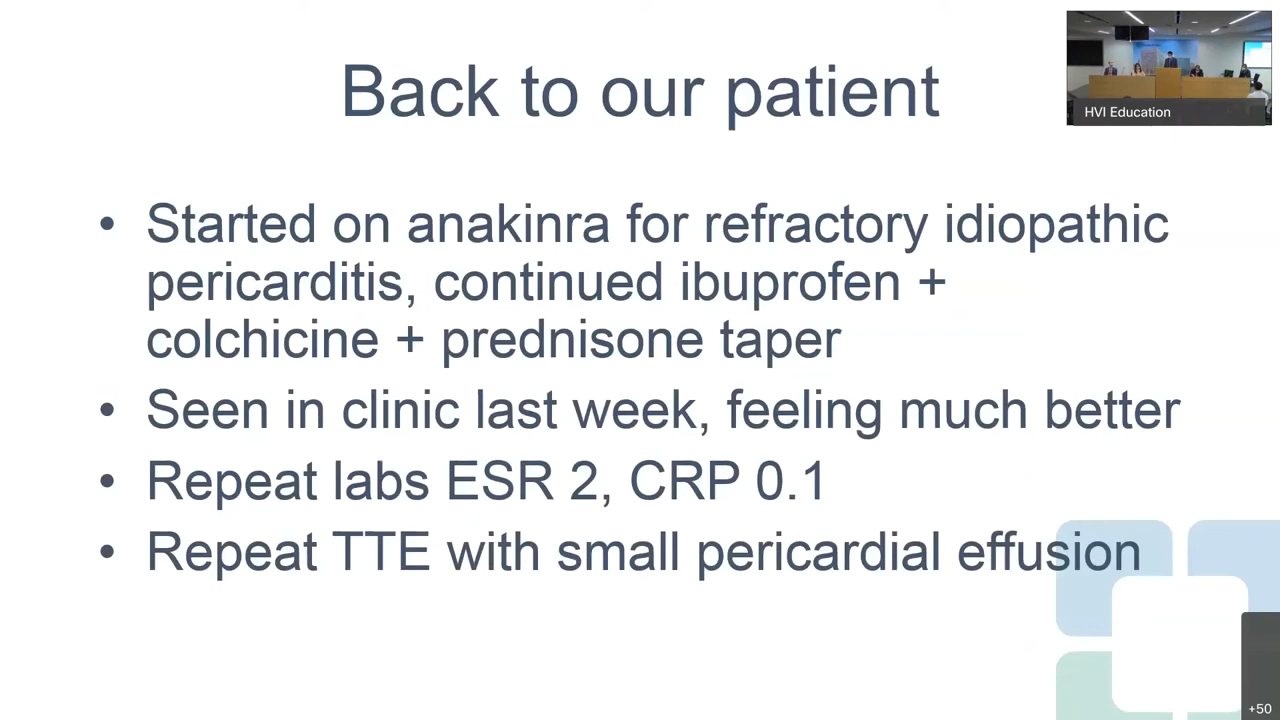 Back to our patient
HVI Education
• Started on anakinra for refractory idiopathic
pericarditis, continued ibuprofen +
colchicine + prednisone taper
• Seen in clinic last week, feeling much better
• Repeat labs ESR 2, CRP 0.1
• Repeat TTE with small pericardial effusion
+50